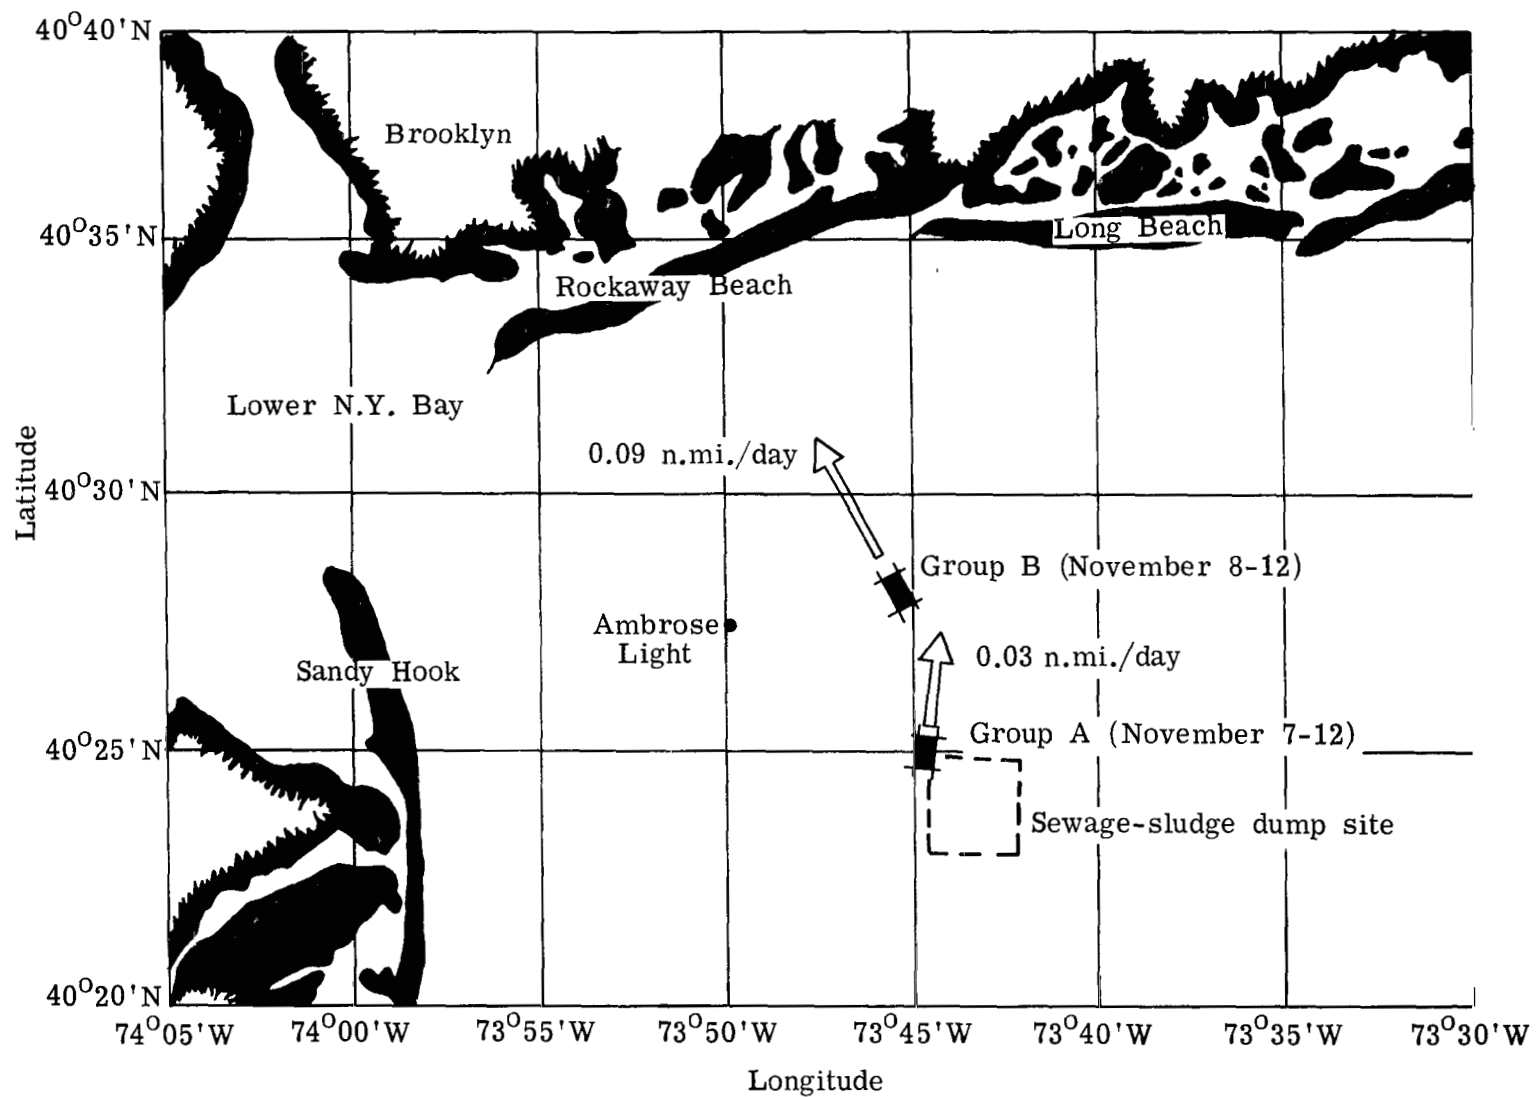 40°40'N
Brooklyn
40°35'N
Long Beach
Rockaway Beach
Lower N.Y. Bay
0.09 n.mi./day
Latitude
40°30'N
Group B (November 8-12)
Ambrose
Light
0.03 n.mi./day
Sandy Hook
Group A (November 7-12)
40°25'N
Sewage-sludge dump site
40°20'N
74°05'W 74°00'W 73°55'W 73°50'W 73°45'W 73°40'W 73°35'W 73°30'W
Longitude